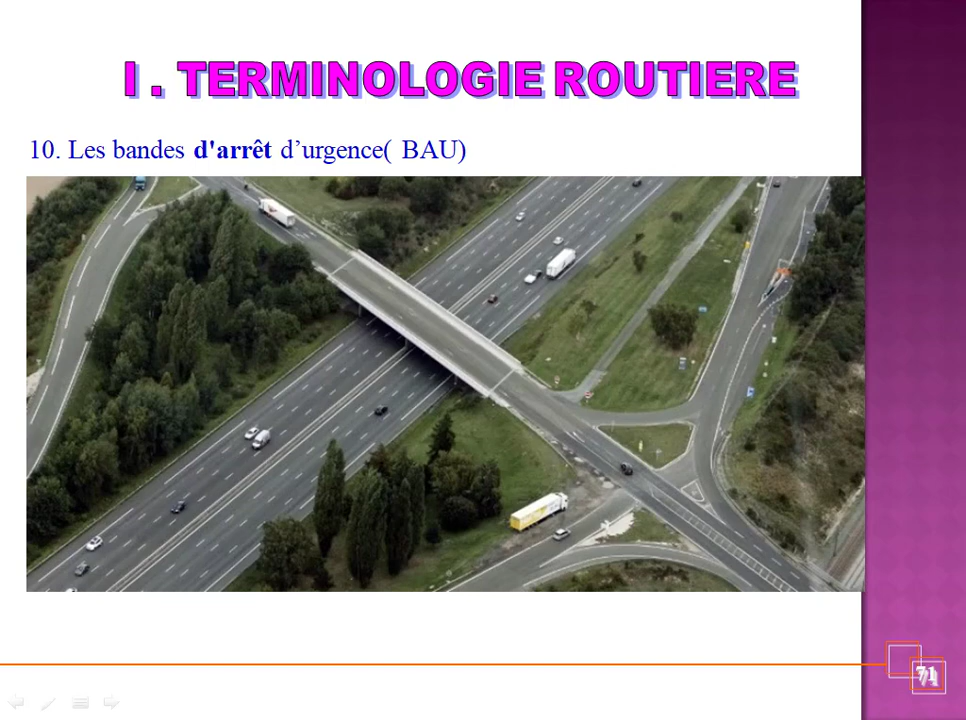 I . TERMINOLOGIE ROUTIERE
10. Les bandes d'arrêt d’urgence( BAU)
71